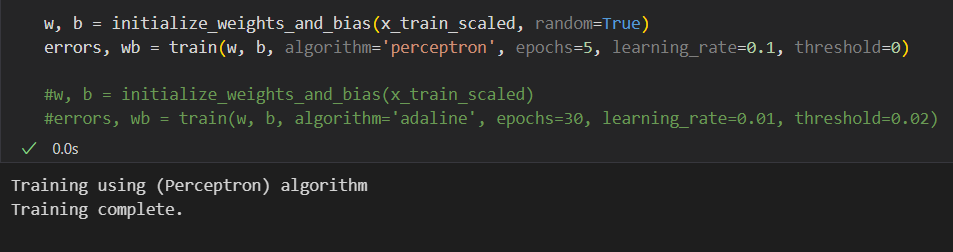 w, b = initialize_weights_and_bias(x_train_scaled, random=True)
errors, wb = train(w, b, algorithm='perceptron', epochs=5, learning_rate=0.1, threshold=0)
#w, b = initialize_weights_and_bias(x_train_scaled)
#errors, wb = train(w, b, algorithm='adaline', epochs=30, learning_rate=0.01, threshold=0.02)
0.0s
Training using (Perceptron) algorithm
Training complete.